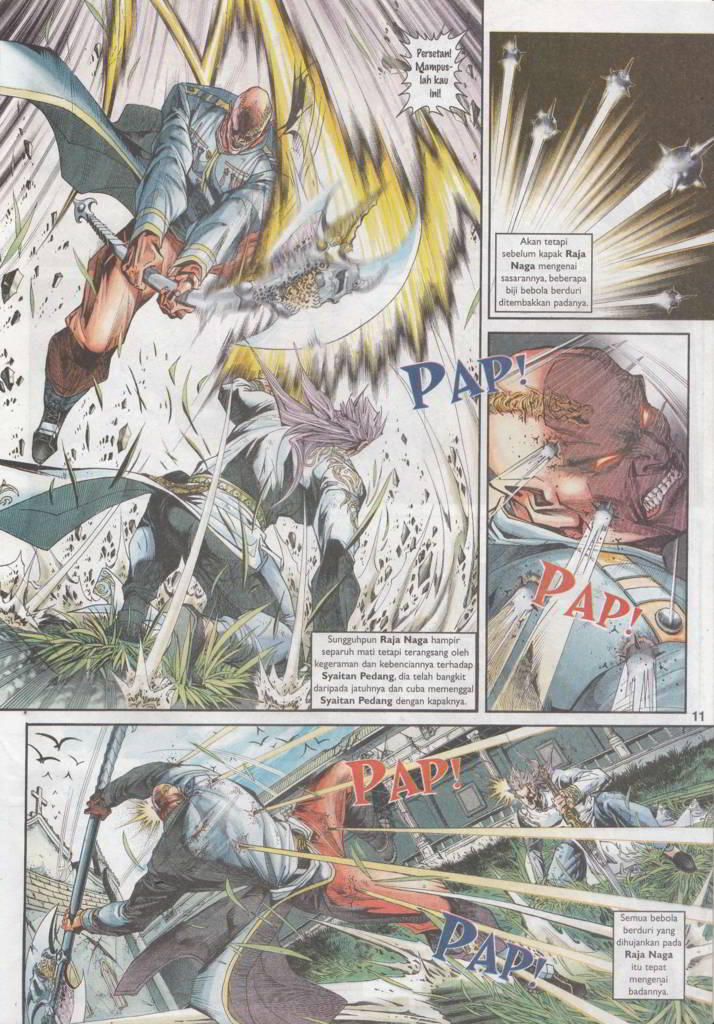 Persetan!
Mampus-
lah kau
ini!
Akan tetapi
sebelum kapak Raja
Naga mengenai
sasarannya, beberapa
biji bebola berduri
ditembakkan padanya.
PAP!
PAP!
Sungguhpun Raja Naga hampir
separuh mati tetapi terangsang oleh
kegeraman dan kebenciannya terhadap
Syaitan Pedang, dia telah bangkit
daripada jatuhnya dan cuba memenggal
Syaitan Pedang dengan kapaknya.
11
PAP!
PAP!
Semua bebola
berduri yang
dihujankan pada
Raja Naga
itu tepat
mengenai
badannya.